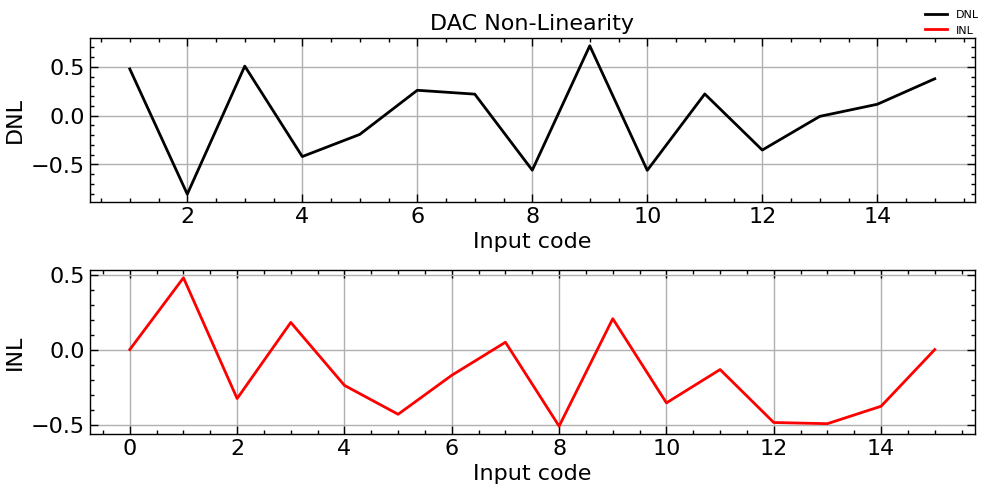 DAC Non-Linearity
DNL
INL
0.5
0.0
−0.5
DNL
2 4 6 8 10 12 14
Input code
0.5
0.0
−0.5
INL
0 2 4 6 8 10 12 14
Input code